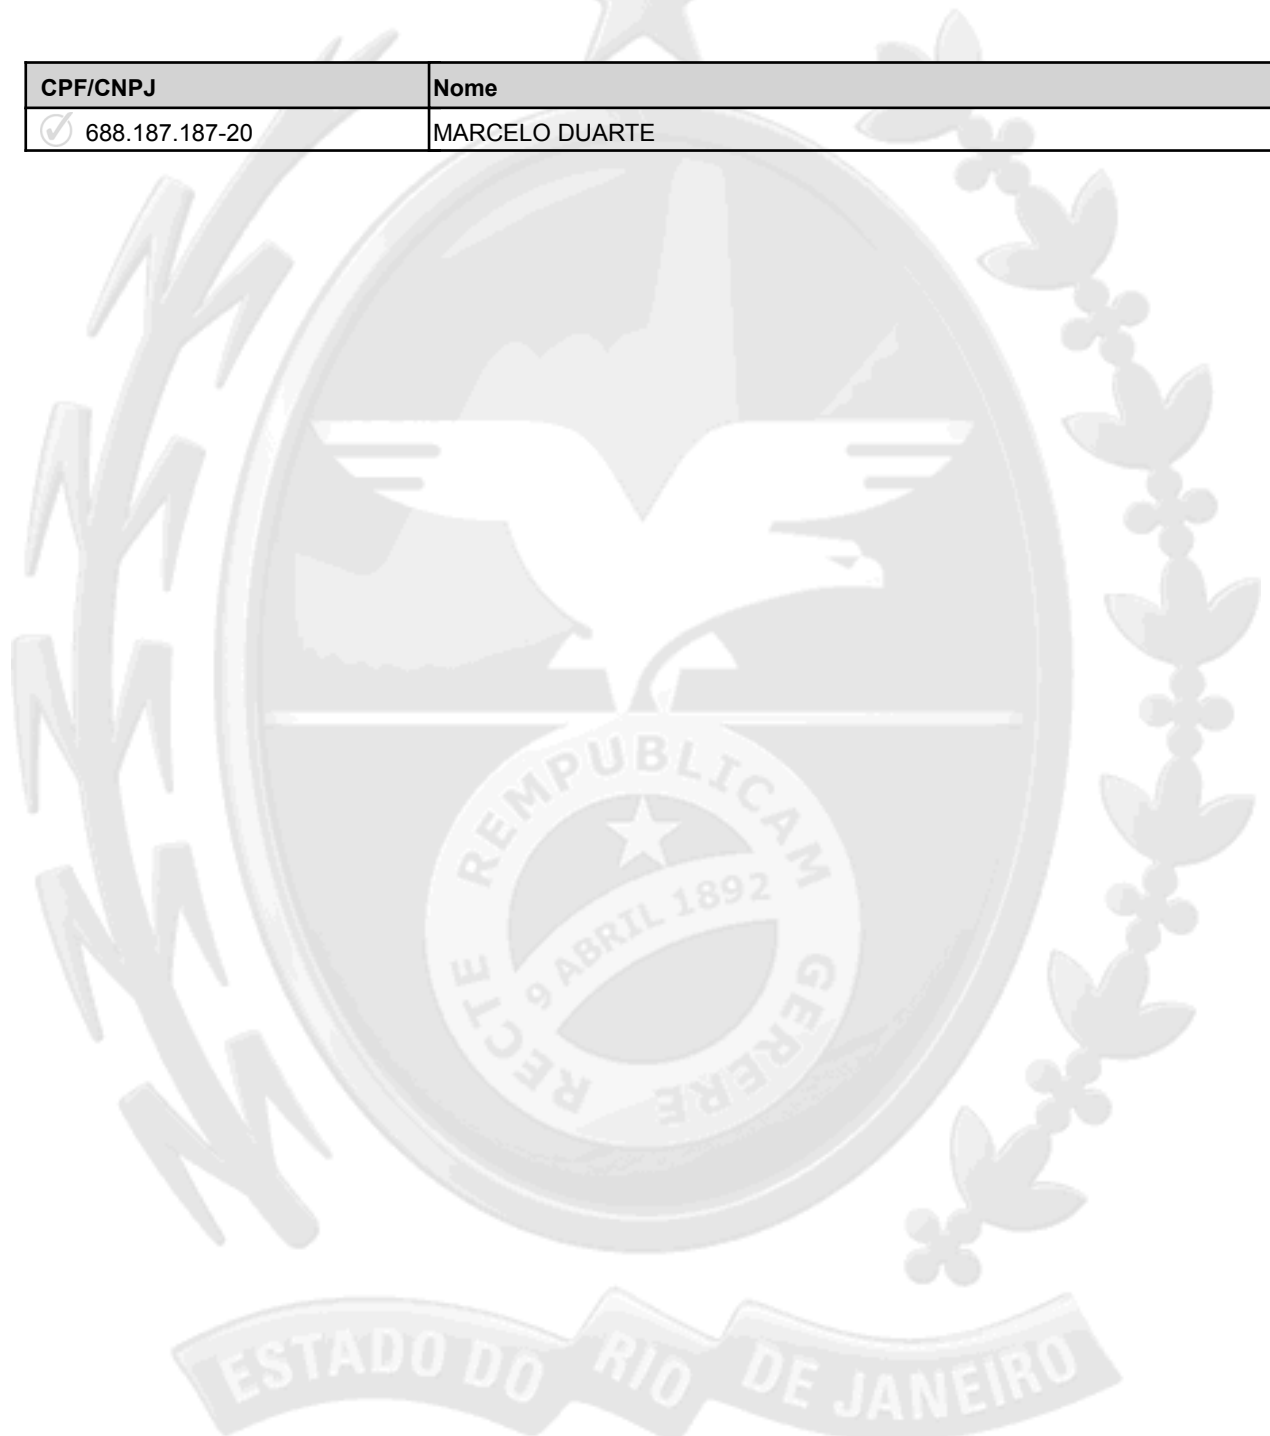 CPF/CNPJ Nome
688.187.187-20 MARCELO DUARTE
REMPUBLICAM
9 ABRIL 1892
RECTE GERERE
ESTADO DO RIO DE JANEIRO